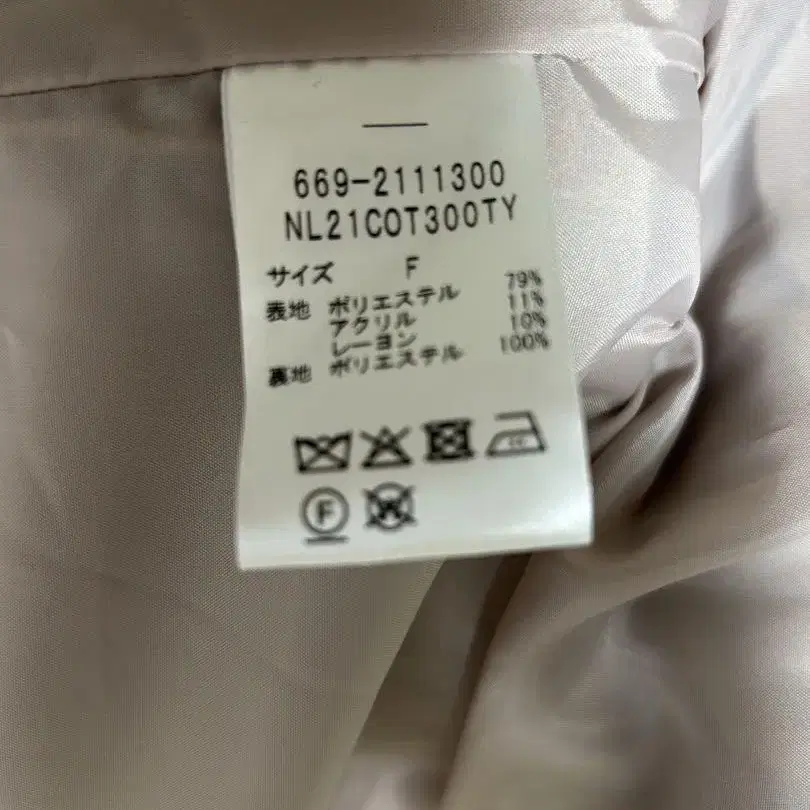 669-2111300
NL21COT300TY
サイズ F
表地 ポリエステル 79%
アクリル 11%
レーヨン 10%
裏地 ポリエステル 100%
F
W